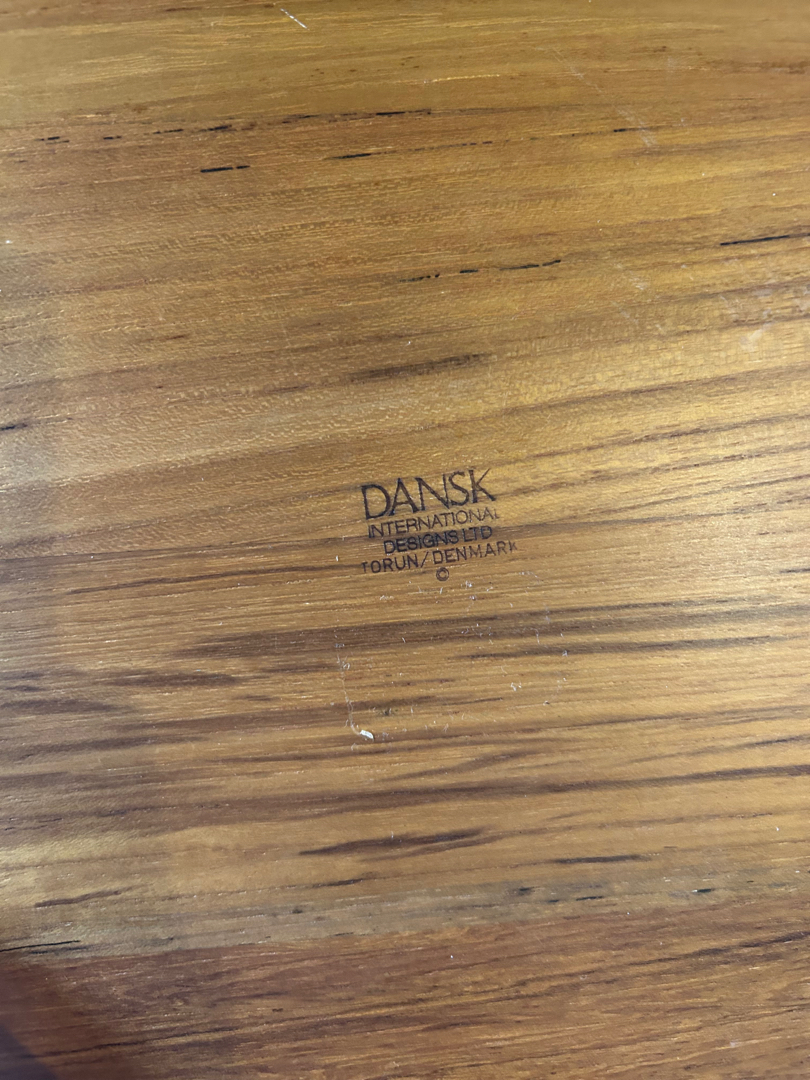 DANSK
INTERNATIONAL
DESIGNS LTD
TORUN/DENMARK
©